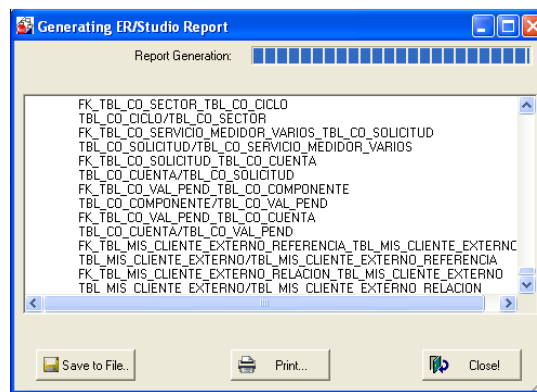 Generating ER/Studio Report
Report Generation:
FK_TBL_CO_SECTOR_TBL_CO_CICLO
TBL_CO_CICLO/TBL_CO_SECTOR
FK_TBL_CO_SERVICIO_MEDIDOR_VARIOS_TBL_CO_SOLICITUD
TBL_CO_SOLICITUD/TBL_CO_SERVICIO_MEDIDOR_VARIOS
FK_TBL_CO_SOLICITUD_TBL_CO_CUENTA
TBL_CO_CUENTA/TBL_CO_SOLICITUD
FK_TBL_CO_VAL_PEND_TBL_CO_COMPONENTE
TBL_CO_COMPONENTE/TBL_CO_VAL_PEND
FK_TBL_CO_VAL_PEND_TBL_CO_CUENTA
TBL_CO_CUENTA/TBL_CO_VAL_PEND
FK_TBL_MIS_CLIENTE_EXTERNO_REFERENCIA_TBL_MIS_CLIENTE_EXTERNO
TBL_MIS_CLIENTE_EXTERNO/TBL_MIS_CLIENTE_EXTERNO_REFERENCIA
FK_TBL_MIS_CLIENTE_EXTERNO_RELACION_TBL_MIS_CLIENTE_EXTERNO
TBL_MIS_CLIENTE_EXTERNO/TBL_MIS_CLIENTE_EXTERNO_RELACION
Save to File..
Print...
Close!